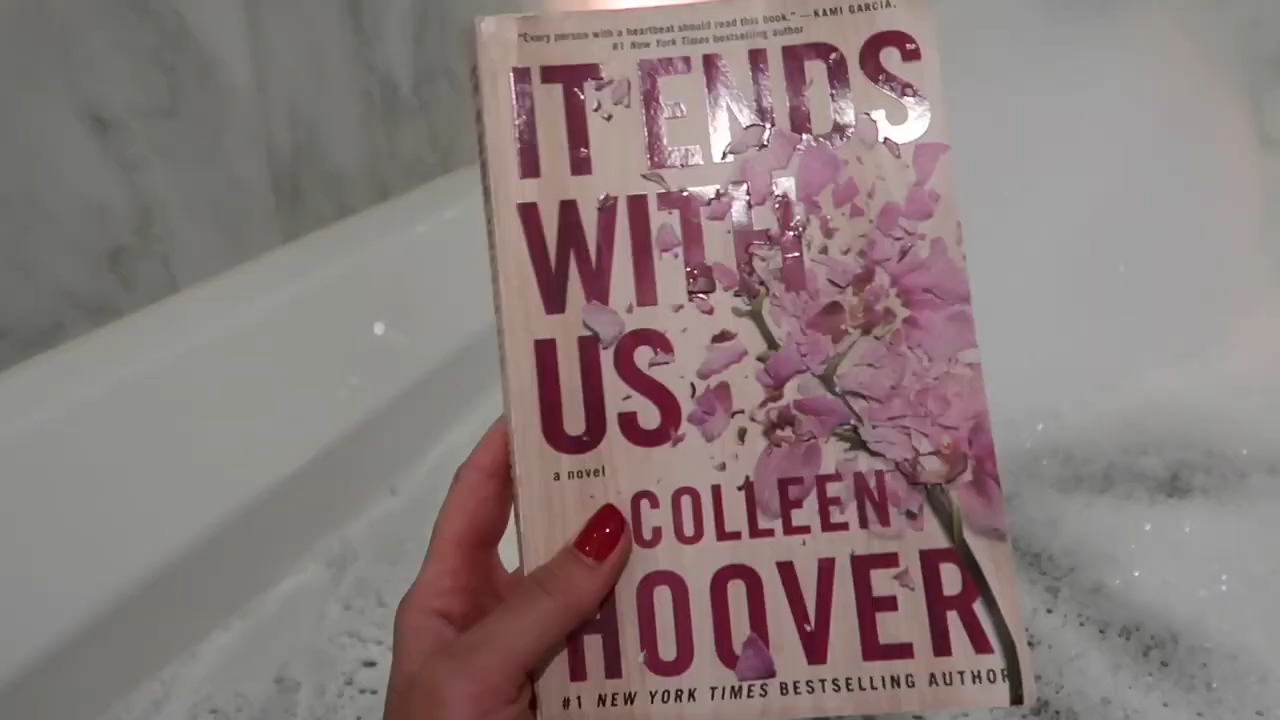 "Every person with a heartbeat should read this book." —KAMI GARCIA,
#1 New York Times bestselling author
IT ENDS
WITH
US
a novel
COLLEEN
HOOVER
#1 NEW YORK TIMES BESTSELLING AUTHOR